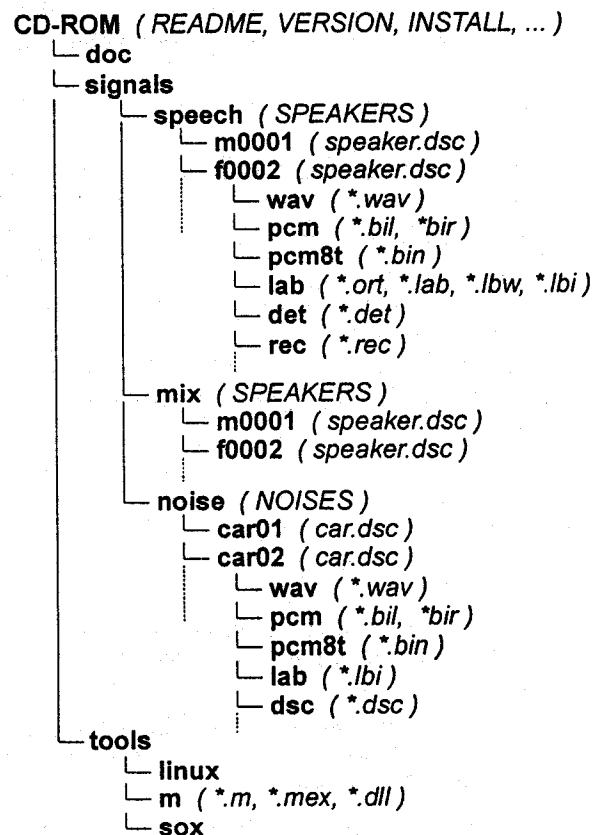 CD-ROM ( README, VERSION, INSTALL, ... )
doc
signals
speech ( SPEAKERS )
m0001 ( speaker.dsc )
f0002 ( speaker.dsc )
wav ( *.wav )
pcm ( *.bil, *bir )
pcm8t ( *.bin )
lab ( *.ort, *.lab, *.lbw, *.lbi )
det ( *.det )
rec ( *.rec )
mix ( SPEAKERS )
m0001 ( speaker.dsc )
f0002 ( speaker.dsc )
noise ( NOISES )
car01 ( car.dsc )
car02 ( car.dsc )
wav ( *.wav )
pcm ( *.bil, *bir )
pcm8t ( *.bin )
lab ( *.lbi )
dsc ( *.dsc )
tools
linux
m ( *.m, *.mex, *.dll )
sox